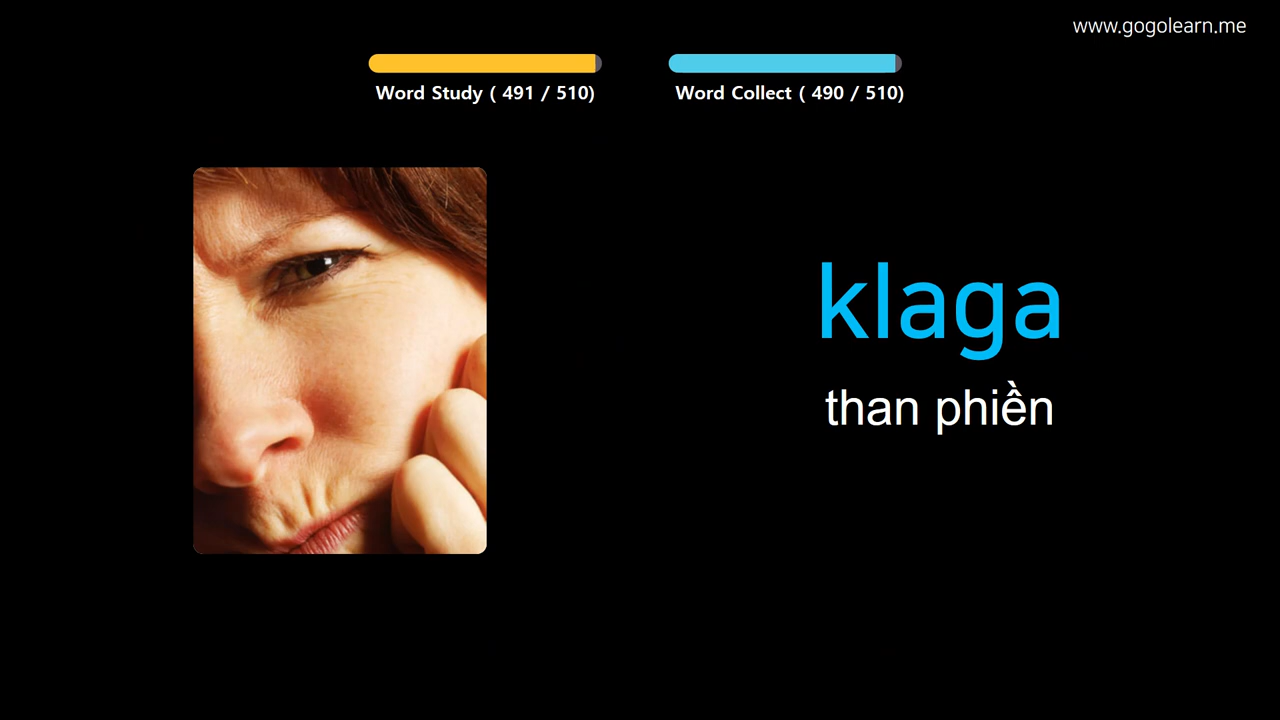 www.gogolearn.me
Word Study ( 491 / 510)
Word Collect ( 490 / 510)
klaga
than phiền